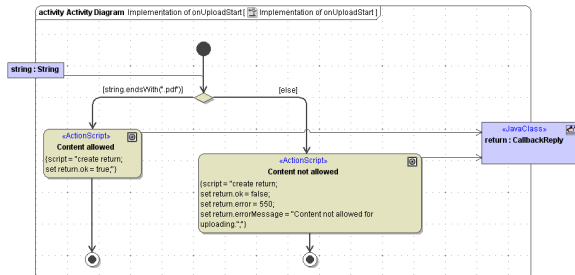 activity Activity Diagram Implementation of onUploadStart [ Implementation of onUploadStart ]
string : String
[string.endsWith(".pdf")]
[else]
«ActionScript»
Content allowed
{script = "create return;
set return.ok = true;"}
«JavaClass»
return : CallbackReply
«ActionScript»
Content not allowed
{script = "create return;
set return.ok = false;
set return.error = 550;
set return.errorMessage = "Content not allowed for
uploading.";"}